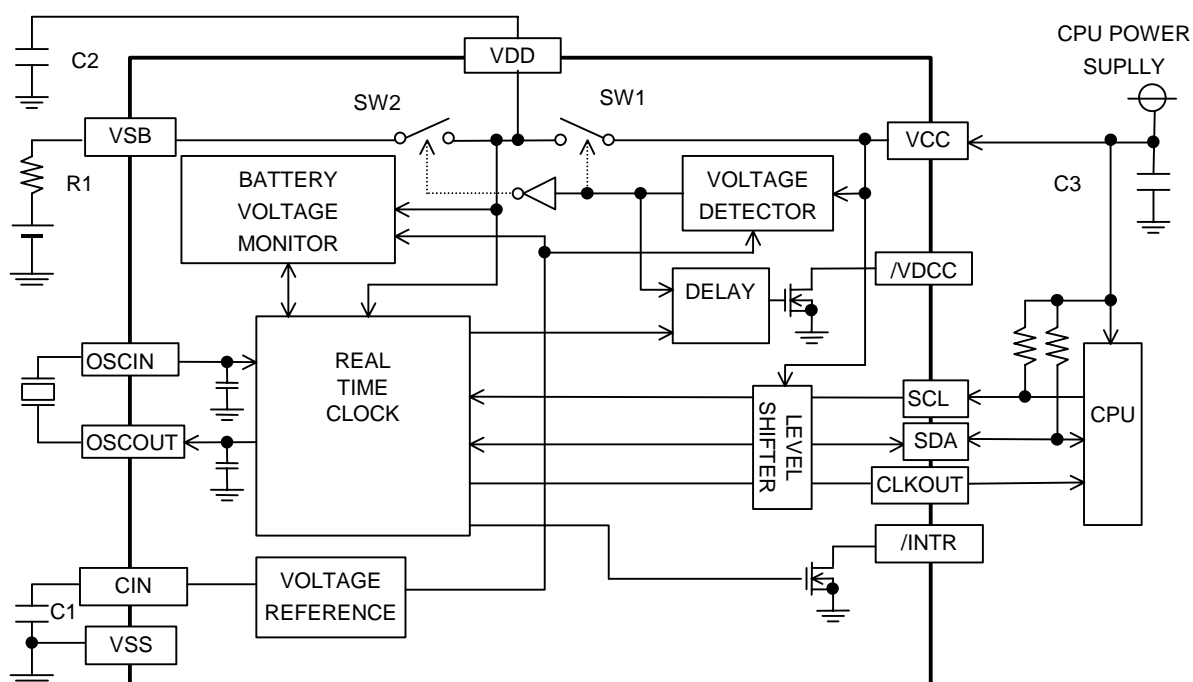 CPU POWER
SUPLLY
C2
VDD
SW2
SW1
VSB
VCC
R1
C3
BATTERY
VOLTAGE
MONITOR
VOLTAGE
DETECTOR
/VDCC
DELAY
OSCIN
REAL
TIME
CLOCK
LEVEL
SHIFTER
SCL
CPU
OSCOUT
SDA
CLKOUT
/INTR
CIN
VOLTAGE
REFERENCE
C1
VSS